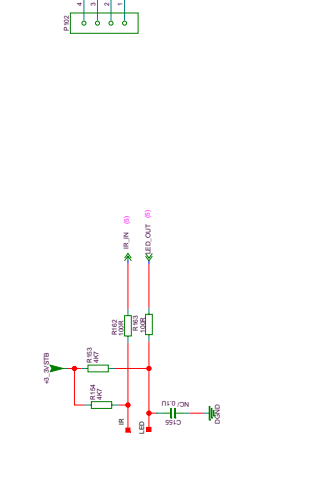 4
3
2
1
P102
(5)
(5)
IR_IN
LED_OUT
R162
100R
R163
100R
+3_3VSTB
R153
4K7
R154
4K7
IR
LED
NC/ 0.1U
C155
DGND